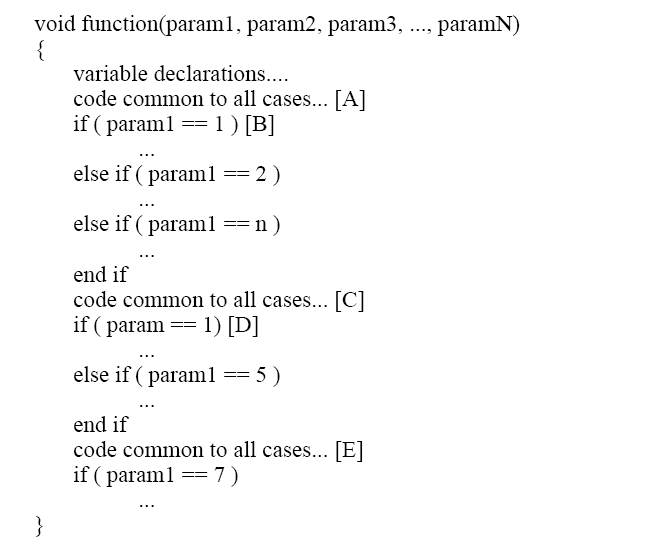 void function(param1, param2, param3, ..., paramN)
{
variable declarations....
code common to all cases... [A]
if ( param1 == 1 ) [B]
...
else if ( param1 == 2 )
...
else if ( param1 == n )
...
end if
code common to all cases... [C]
if ( param == 1) [D]
...
else if ( param1 == 5 )
...
end if
code common to all cases... [E]
if ( param1 == 7 )
...
}